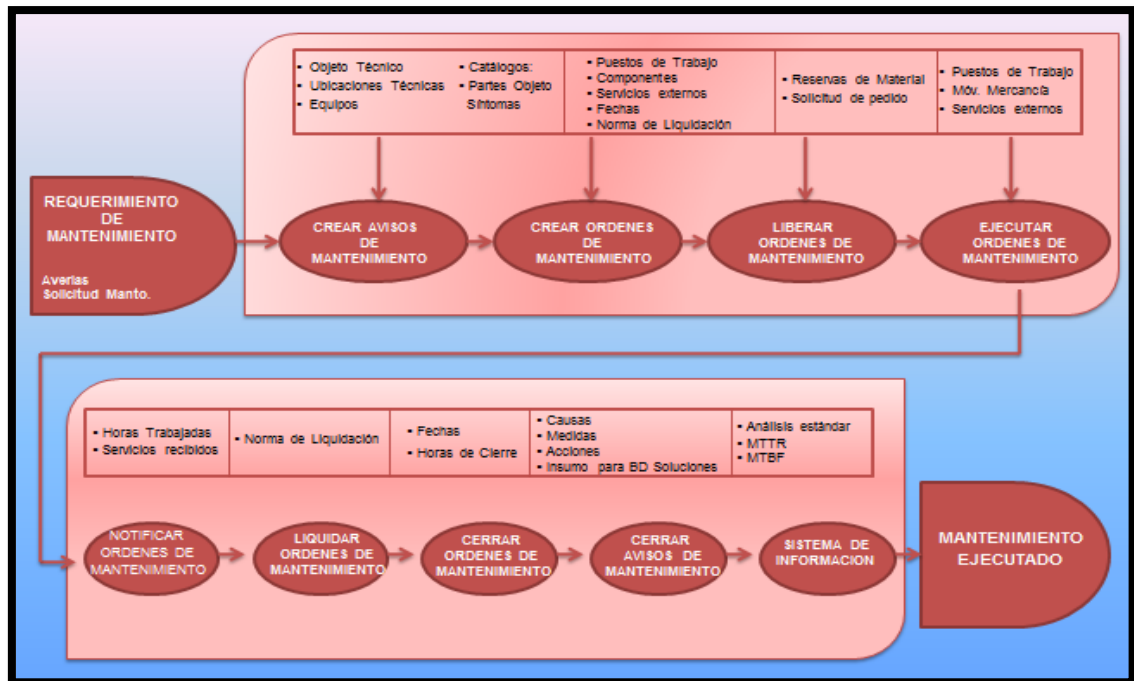 ▪ Objeto Técnico
▪ Ubicaciones Técnicas
▪ Equipos
▪ Catálogos:
▪ Partes Objeto
Síntomas
▪ Puestos de Trabajo
▪ Componentes
▪ Servicios externos
▪ Fechas
▪ Norma de Liquidación
▪ Reservas de Material
▪ Solicitud de pedido
▪ Puestos de Trabajo
▪ Móv. Mercancía
▪ Servicios externos
REQUERIMIENTO
DE
MANTENIMIENTO
Averias
Solicitud Manto.
CREAR AVISOS
DE
MANTENIMIENTO
CREAR ORDENES
DE
MANTENIMIENTO
LIBERAR
ORDENES DE
MANTENIMIENTO
EJECUTAR
ORDENES DE
MANTENIMIENTO
▪ Horas Trabajadas
▪ Servicios recibidos
▪ Norma de Liquidación
▪ Fechas
▪ Horas de Cierre
▪ Causas
▪ Medidas
▪ Acciones
▪ Insumo para BD Soluciones
▪ Análisis estándar
▪ MTTR
▪ MTBF
NOTIFICAR
ORDENES DE
MANTENIMIENTO
LIQUIDAR
ORDENES DE
MANTENIMIENTO
CERRAR
ORDENES DE
MANTENIMIENTO
CERRAR
AVISOS DE
MANTENIMIENTO
SISTEMA DE
INFORMACION
MANTENIMIENTO
EJECUTADO